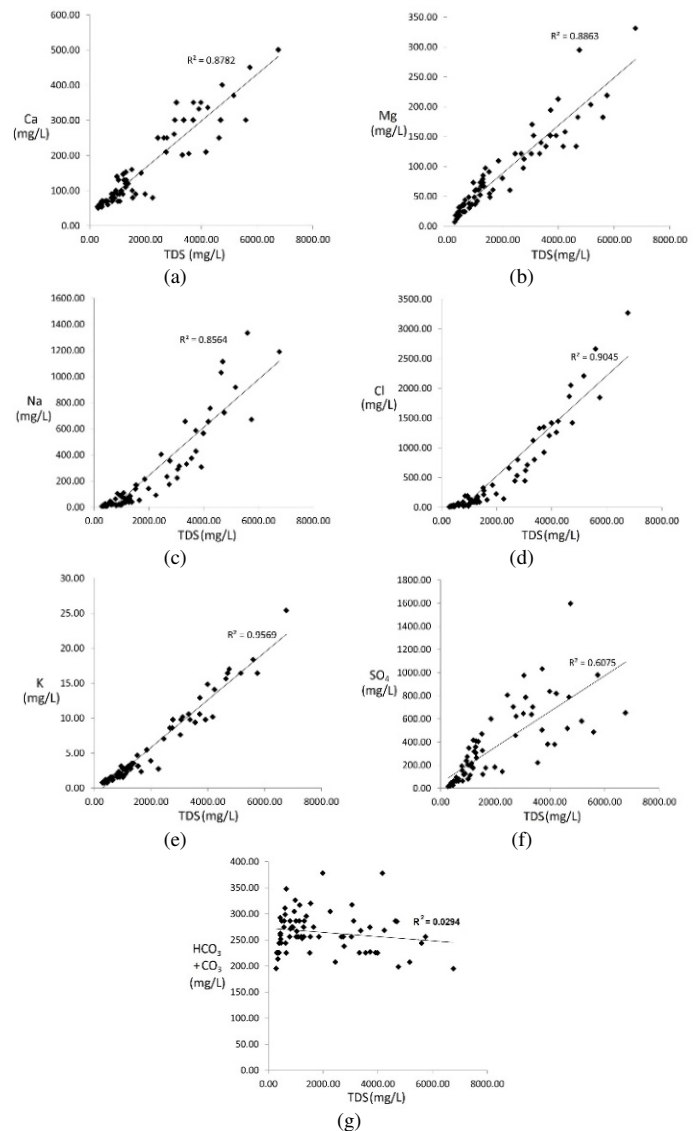 600.00
500.00
400.00
300.00
200.00
100.00
0.00
Ca
(mg/L)
R² = 0.8782
0.00 2000.00 4000.00 6000.00 8000.00
TDS (mg/L)
(a)
350.00
300.00
250.00
200.00
150.00
100.00
50.00
0.00
Mg
(mg/L)
R² = 0.8863
0.00 2000.00 4000.00 6000.00 8000.00
TDS (mg/L)
(b)
1600.00
1400.00
1200.00
1000.00
800.00
600.00
400.00
200.00
0.00
Na
(mg/L)
R² = 0.8564
0.00 2000.00 4000.00 6000.00 8000.00
TDS(mg/L)
(c)
3500.00
3000.00
2500.00
2000.00
1500.00
1000.00
500.00
0.00
Cl
(mg/L)
R² = 0.9045
0.00 2000.00 4000.00 6000.00 8000.00
TDS(mg/L)
(d)
30.00
25.00
20.00
15.00
10.00
5.00
0.00
K
(mg/L)
R² = 0.9569
0.00 2000.00 4000.00 6000.00 8000.00
TDS(mg/L)
(e)
1800.00
1600.00
1400.00
1200.00
1000.00
800.00
600.00
400.00
200.00
0.00
SO₄
(mg/L)
R² = 0.6075
0.00 2000.00 4000.00 6000.00 8000.00
TDS(mg/L)
(f)
400.00
350.00
300.00
250.00
200.00
150.00
100.00
50.00
0.00
HCO₃
+CO₃
(mg/L)
R² = 0.0294
0.00 2000.00 4000.00 6000.00 8000.00
TDS(mg/L)
(g)